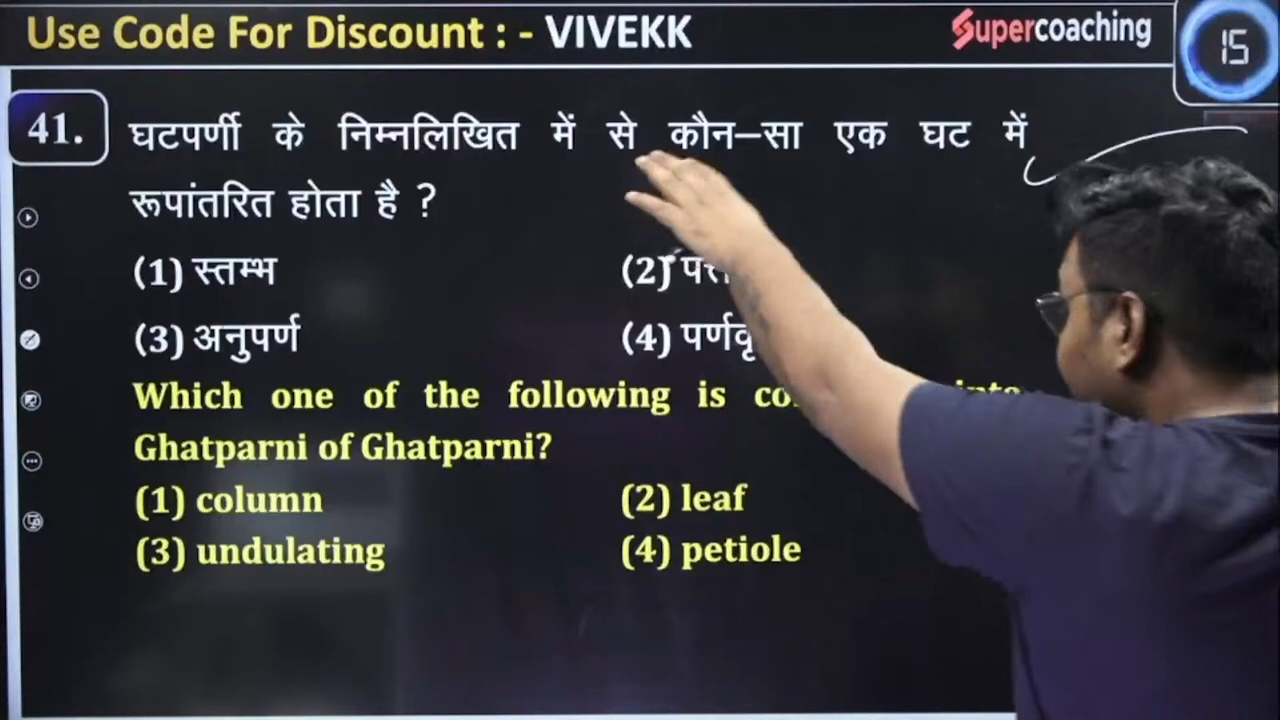 Use Code For Discount : - VIVEKK
Supercoaching
15
41. घटपर्णी के निम्नलिखित में से कौन–सा एक घट में
रूपांतरित होता है ?
(1) स्तम्भ (2)
(3) अनुपर्ण (4)
Which one of the following is into
Ghatparni of Ghatparni?
(1) column (2) leaf
(3) undulating (4) petiole